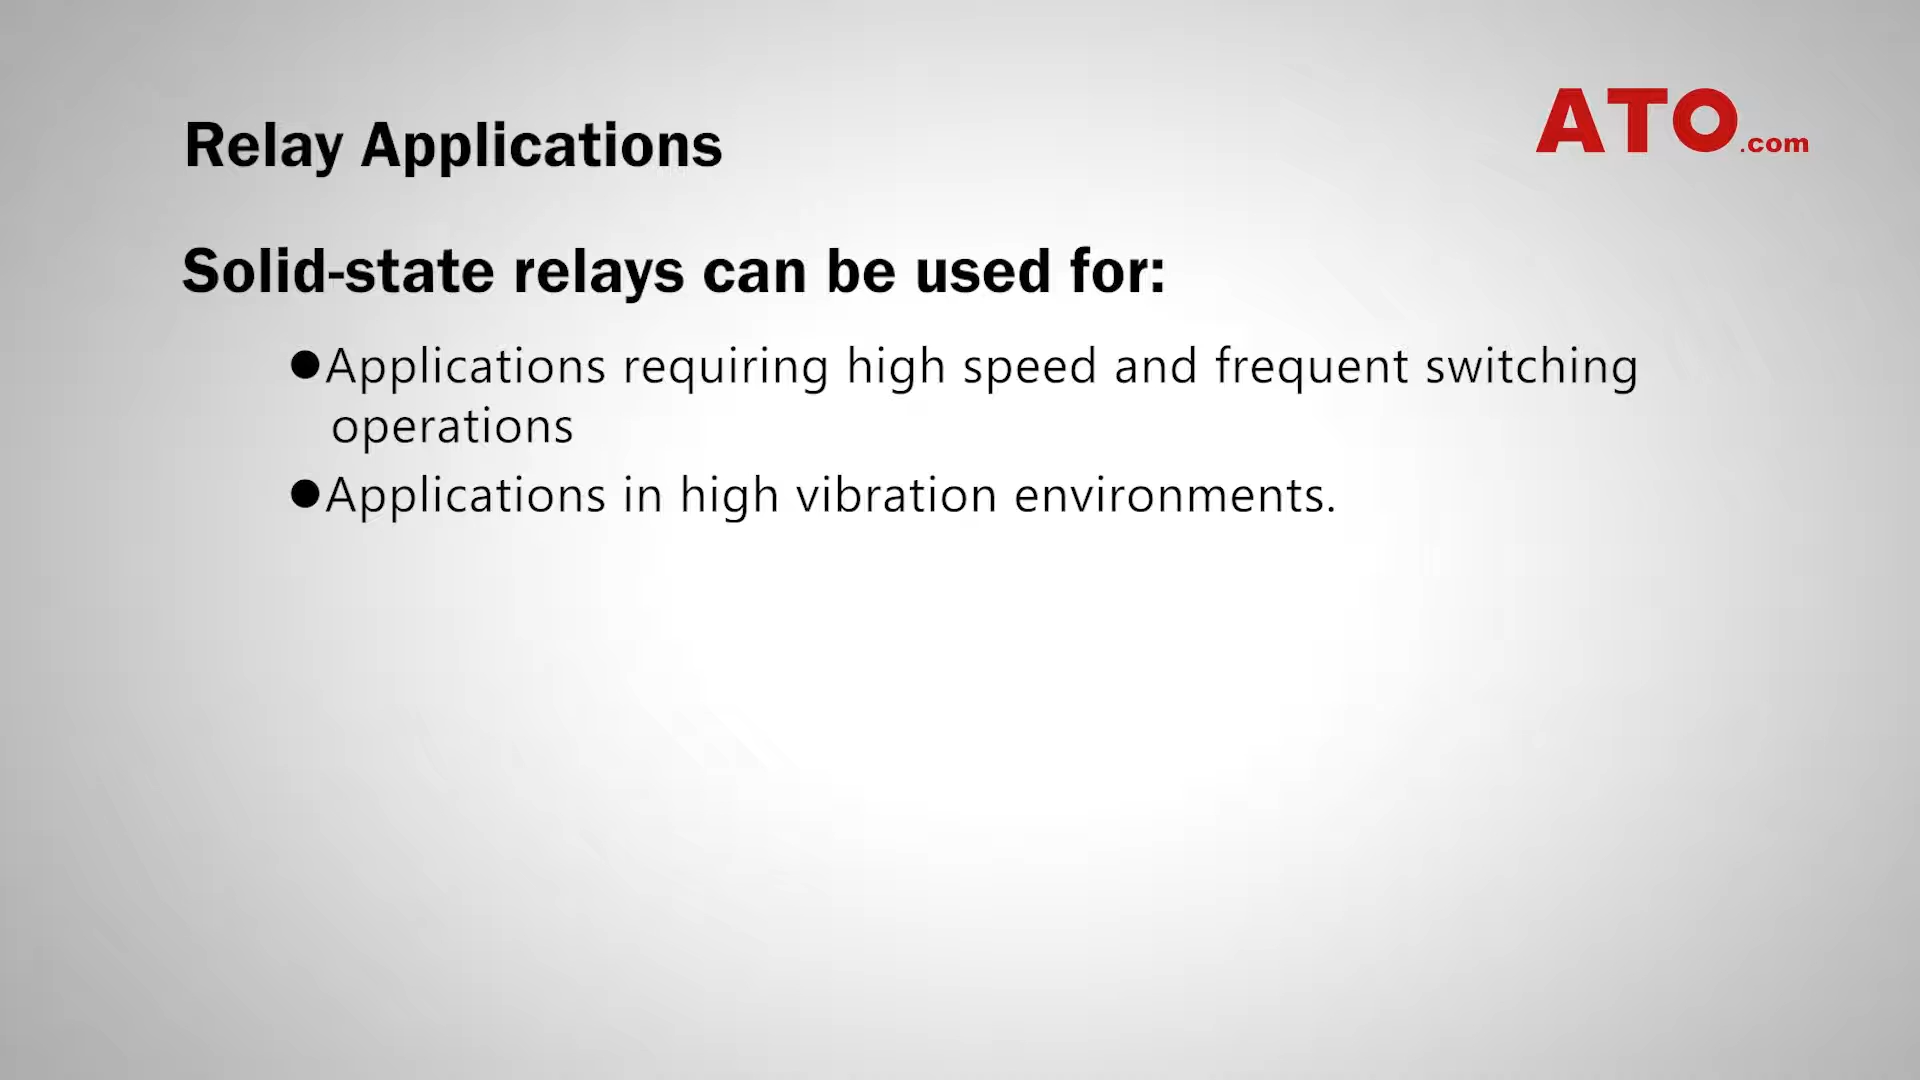 ATO.com
Relay Applications
Solid-state relays can be used for:
●Applications requiring high speed and frequent switching
operations
●Applications in high vibration environments.